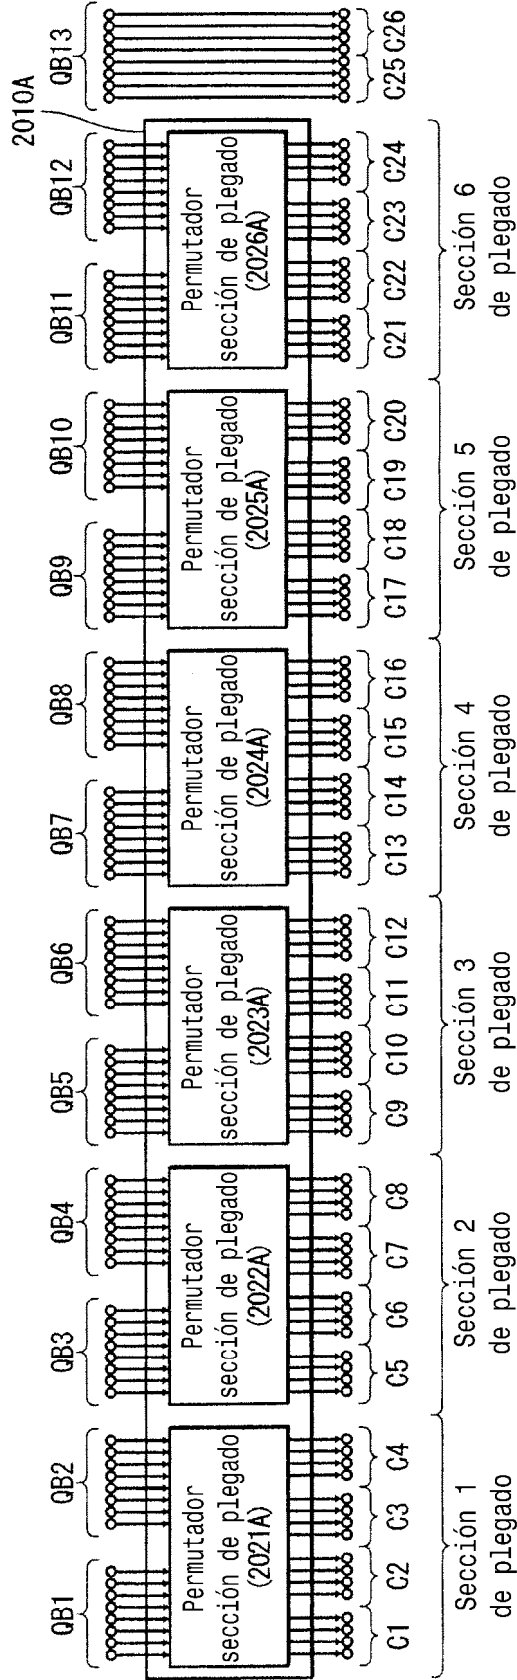 2010A
QB1 QB2 QB3 QB4 QB5 QB6 QB7 QB8 QB9 QB10 QB11 QB12 QB13
Permutador
sección de plegado
(2021A)
Permutador
sección de plegado
(2022A)
Permutador
sección de plegado
(2023A)
Permutador
sección de plegado
(2024A)
Permutador
sección de plegado
(2025A)
Permutador
sección de plegado
(2026A)
C1 C2 C3 C4 C5 C6 C7 C8 C9 C10 C11 C12 C13 C14 C15 C16 C17 C18 C19 C20 C21 C22 C23 C24 C25 C26
Sección 1
de plegado
Sección 2
de plegado
Sección 3
de plegado
Sección 4
de plegado
Sección 5
de plegado
Sección 6
de plegado